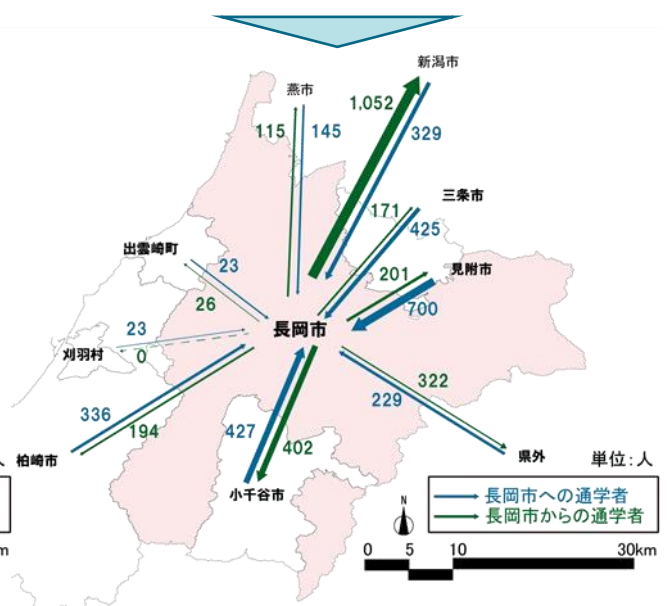 新潟市
燕市
1,052
115
145
329
三条市
171
425
出雲崎町
23
201
見附市
26
700
長岡市
23
刈羽村
0
322
336
229
194
427
402
人
柏崎市
県外
単位:人
小千谷市
N
長岡市への通学者
長岡市からの通学者
0 5 10 30km
m